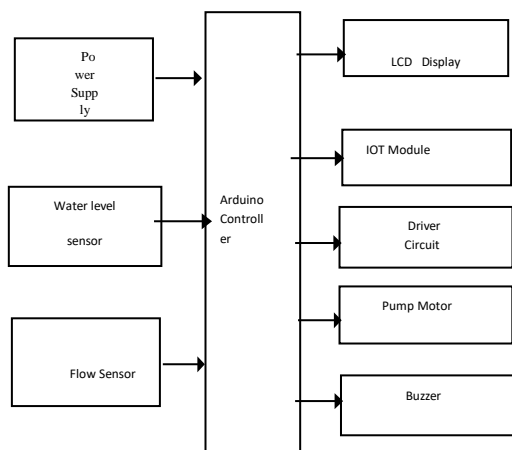 Po
wer
Supp
ly
Water level
sensor
Flow Sensor
Arduino
Controll
er
LCD Display
IOT Module
Driver
Circuit
Pump Motor
Buzzer